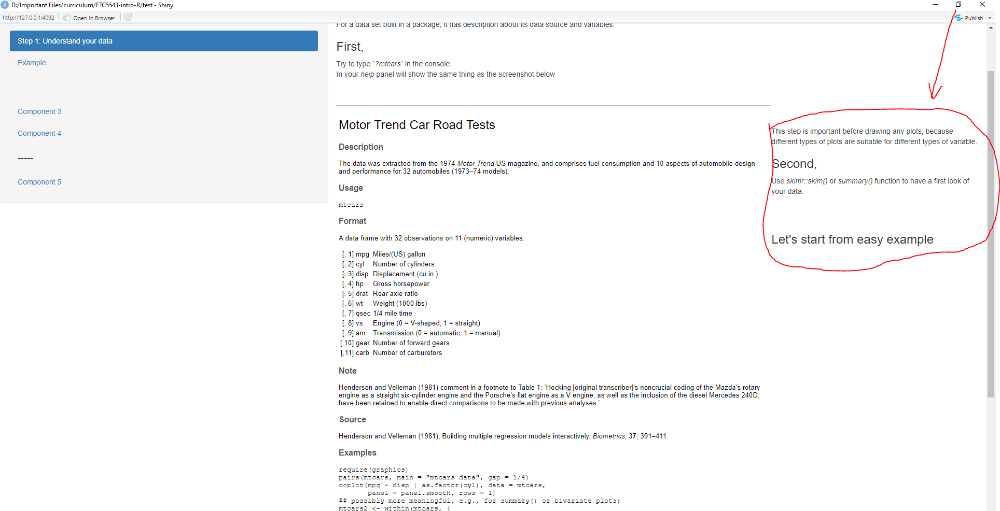 D:/Important Files/curriculum/ETC5543-intro-R/test - Shiny
http://127.0.0.1:4092
Open in Browser
Publish
Step 1: Understand your data
Example
Component 3
Component 4
-----
Component 5
For a data set built in a package, it has description about its data source and variables.
First,
Try to type `?mtcars` in the console
In your help panel will show the same thing as the screenshot below
Motor Trend Car Road Tests
Description
The data was extracted from the 1974 Motor Trend US magazine, and comprises fuel consumption and 10 aspects of automobile design
and performance for 32 automobiles (1973–74 models).
Usage
mtcars
Format
A data frame with 32 observations on 11 (numeric) variables.
[, 1] mpg Miles/(US) gallon
[, 2] cyl Number of cylinders
[, 3] disp Displacement (cu.in.)
[, 4] hp Gross horsepower
[, 5] drat Rear axle ratio
[, 6] wt Weight (1000 lbs)
[, 7] qsec 1/4 mile time
[, 8] vs Engine (0 = V-shaped, 1 = straight)
[, 9] am Transmission (0 = automatic, 1 = manual)
[,10] gear Number of forward gears
[,11] carb Number of carburetors
Note
Henderson and Velleman (1981) comment in a footnote to Table 1: ‘Hocking [original transcriber]'s noncrucial coding of the Mazda's rotary
engine as a straight six-cylinder engine and the Porsche's flat engine as a V engine, as well as the inclusion of the diesel Mercedes 240D,
have been retained to enable direct comparisons to be made with previous analyses.’
Source
Henderson and Velleman (1981), Building multiple regression models interactively. Biometrics, 37, 391–411.
Examples
require(graphics)
pairs(mtcars, main = "mtcars data", gap = 1/4)
coplot(mpg ~ disp | as.factor(cyl), data = mtcars,
panel = panel.smooth, rows = 1)
## possibly more meaningful, e.g., for summary() or bivariate plots:
mtcars2 <- within(mtcars, {
This step is important before drawing any plots, because
different types of plots are suitable for different types of variable.
Second,
Use skimr::skim() or summary() function to have a first look of
your data.
Let's start from easy example